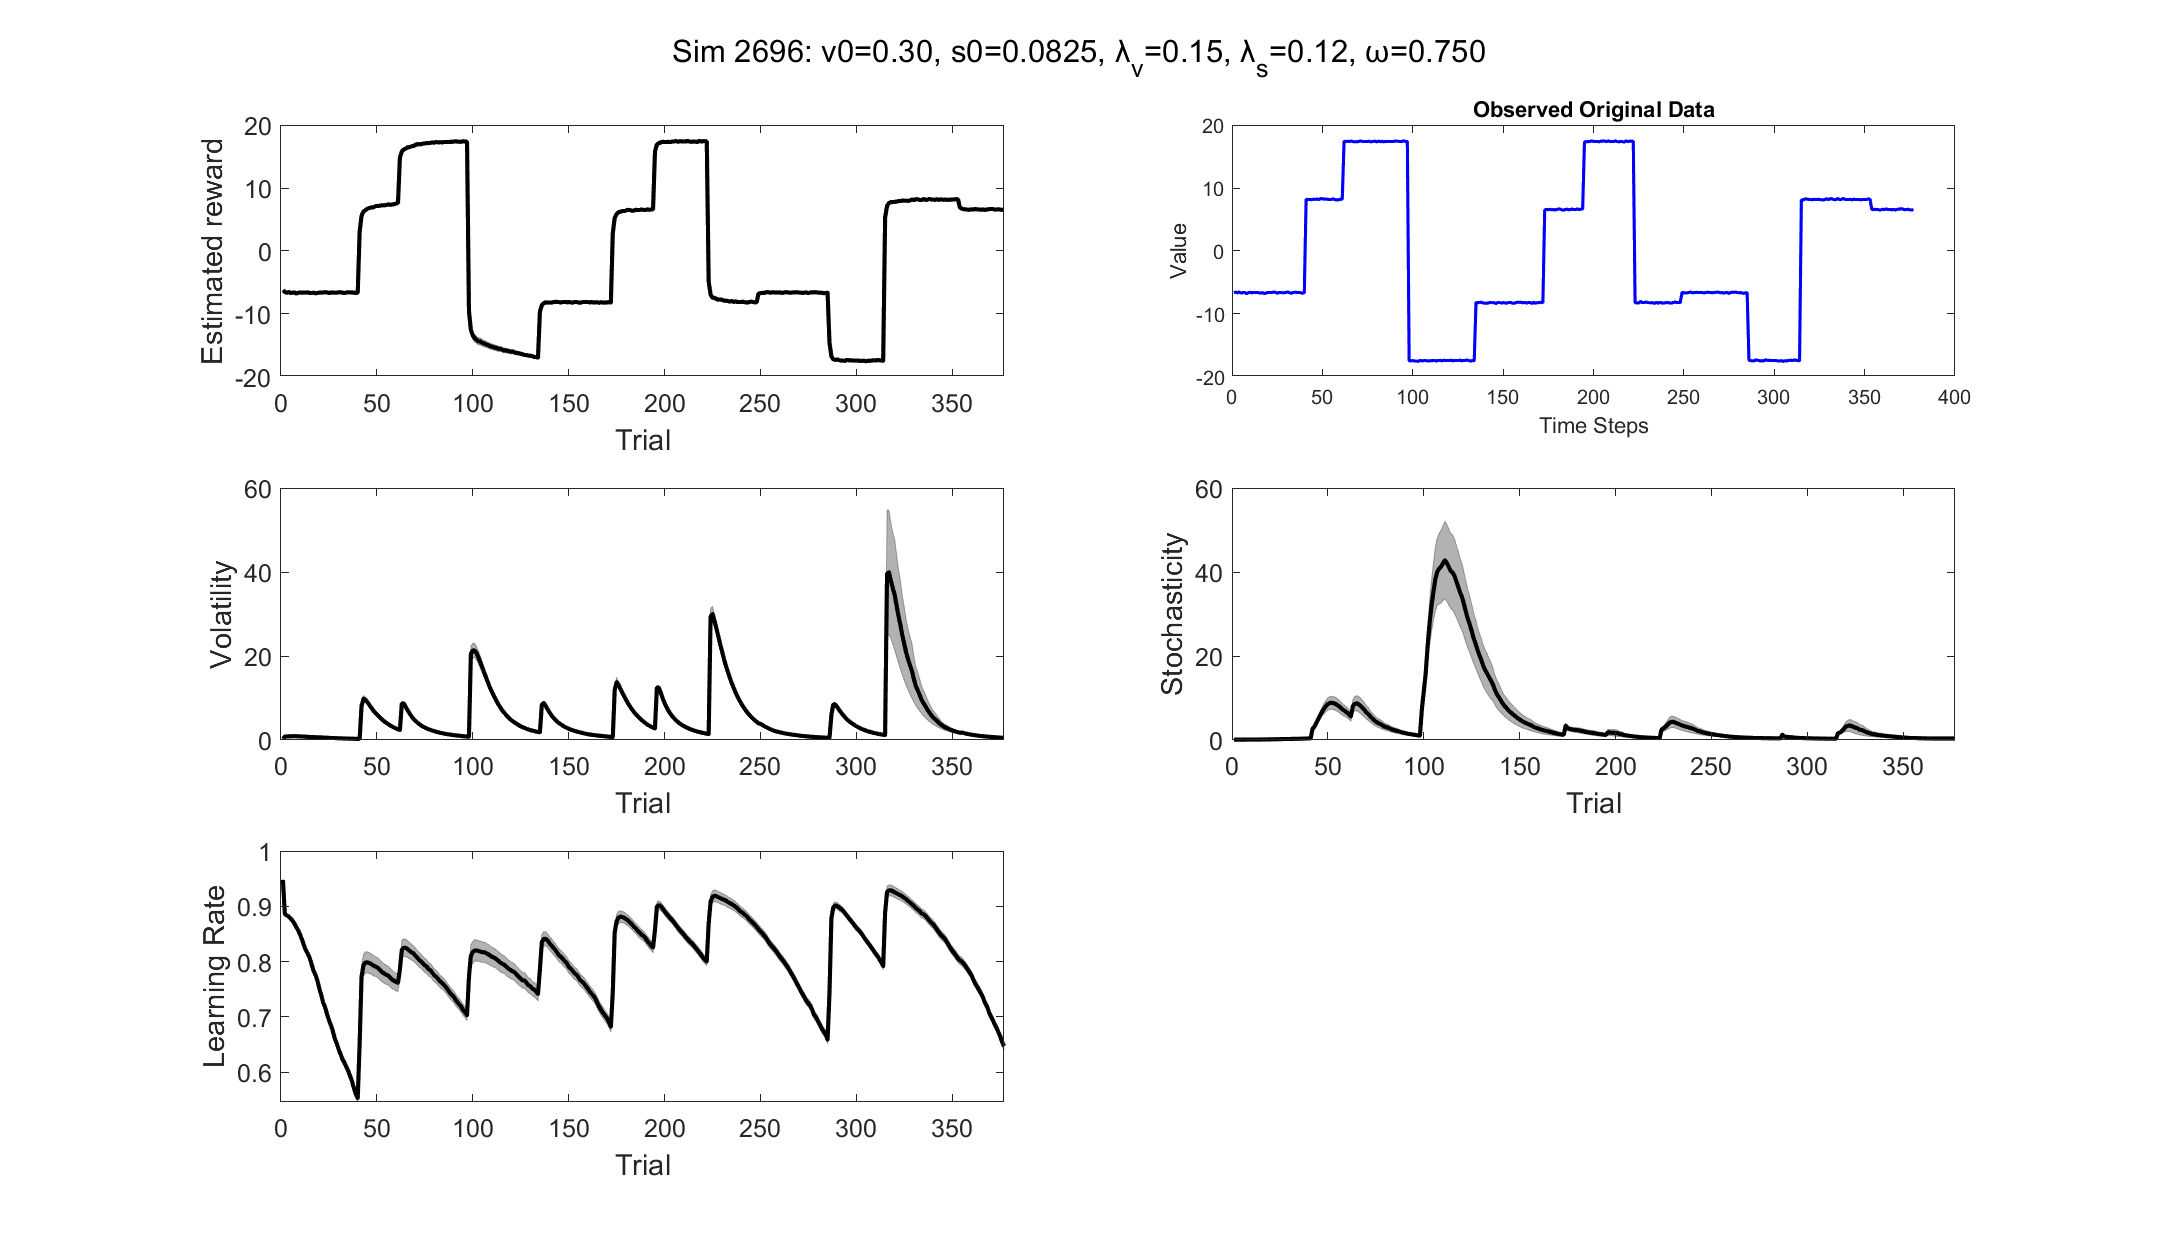 Sim 2696: v0=0.30, s0=0.0825, λ_v=0.15, λ_s=0.12, ω=0.750
Estimated reward
20
10
0
-10
-20
0 50 100 150 200 250 300 350
Trial
Observed Original Data
Value
20
10
0
-10
-20
0 50 100 150 200 250 300 350 400
Time Steps
Volatility
60
40
20
0
0 50 100 150 200 250 300 350
Trial
Stochasticity
60
40
20
0
0 50 100 150 200 250 300 350
Trial
Learning Rate
1
0.9
0.8
0.7
0.6
0 50 100 150 200 250 300 350
Trial